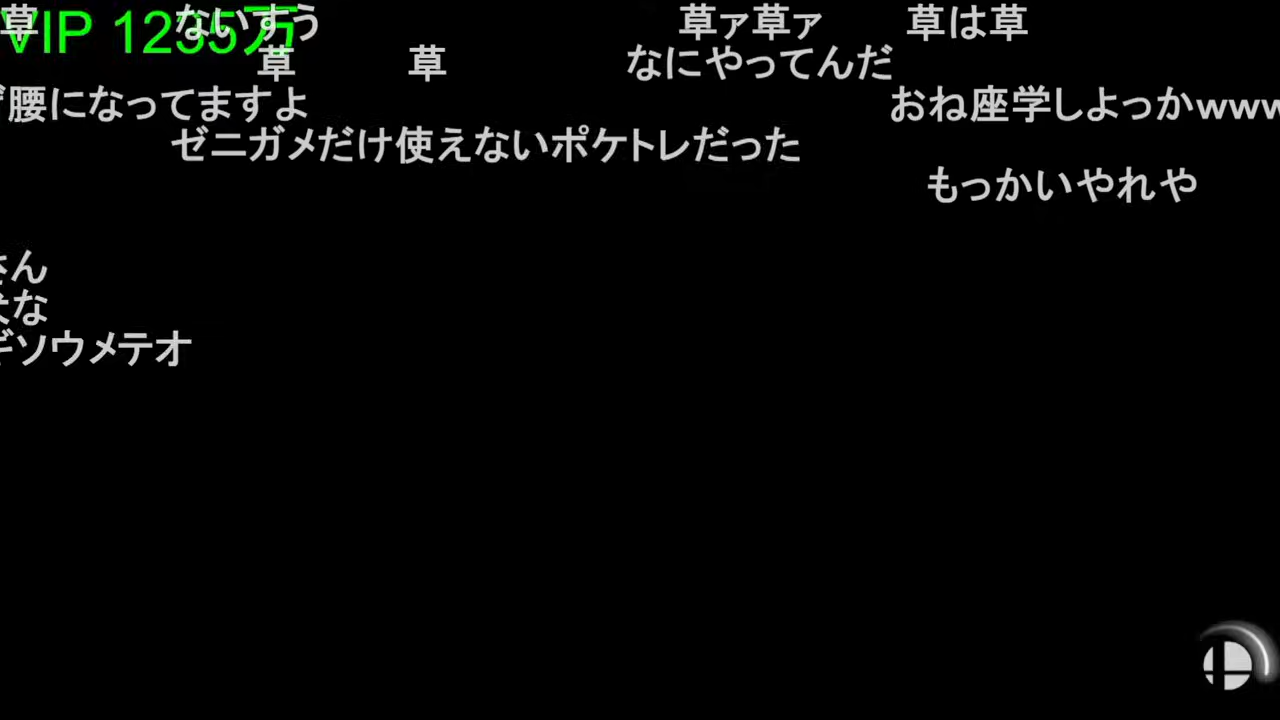 草 ないすう 草ァ草ァ 草は草
VIP 1235万
草 草 なにやってんだ
腰になってますよ おね座学しよっかwww
ゼニガメだけ使えないポケトレだった
もっかいやれや
さん
な
ギソウメテオ